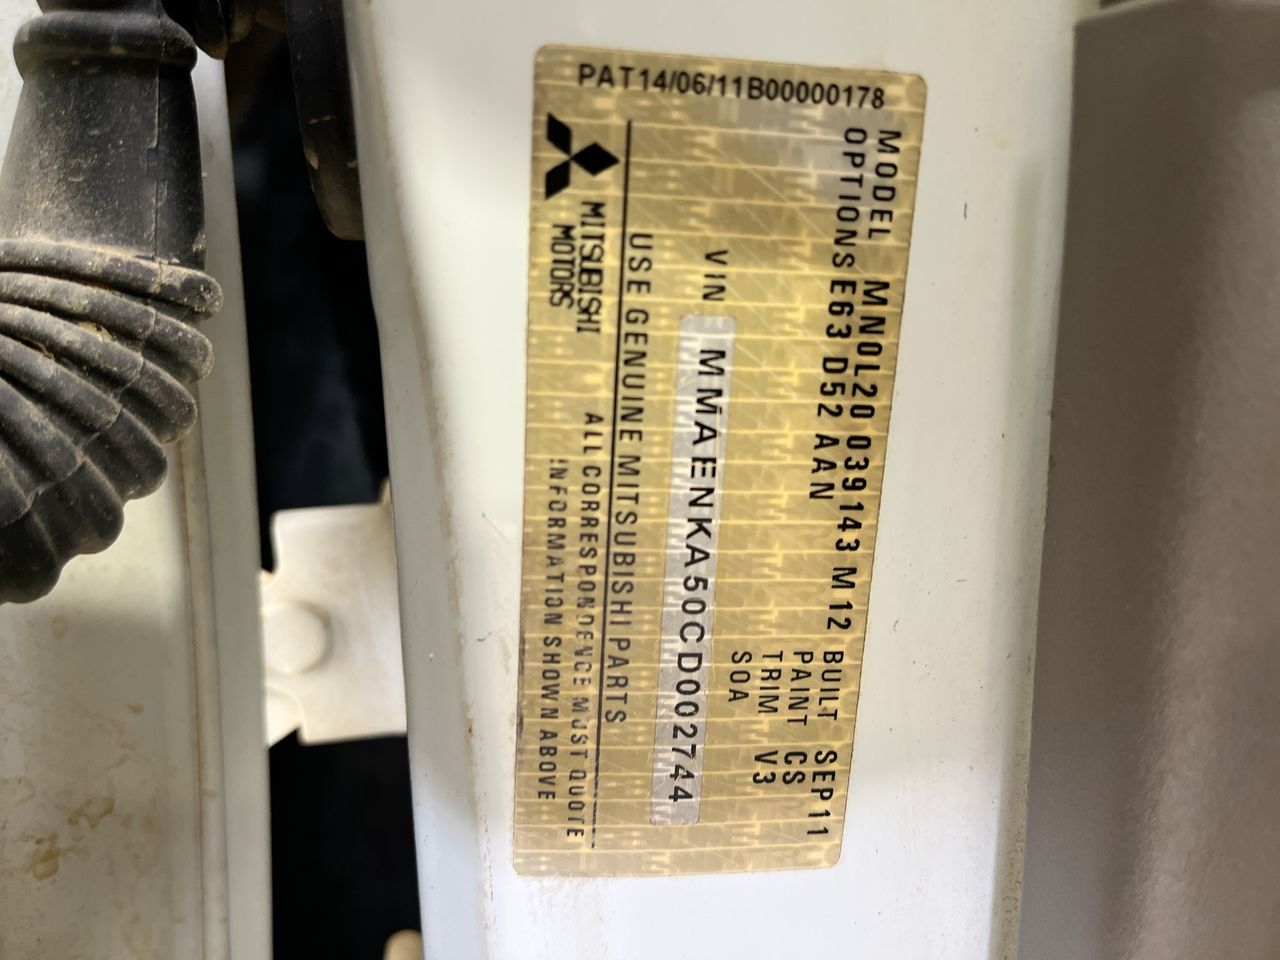 PAT14/06/11B00000178
MODEL MN0L20 039143 M12 BUILT SEP11
OPTIONS E63 D52 AAN PAINT CS
TRIM V3
SOA
VIN MMAENKA50CD002744
USE GENUINE MITSUBISHI PARTS
MITSUBISHI MOTORS
ALL CORRESPONDENCE MUST QUOTE
INFORMATION SHOWN ABOVE